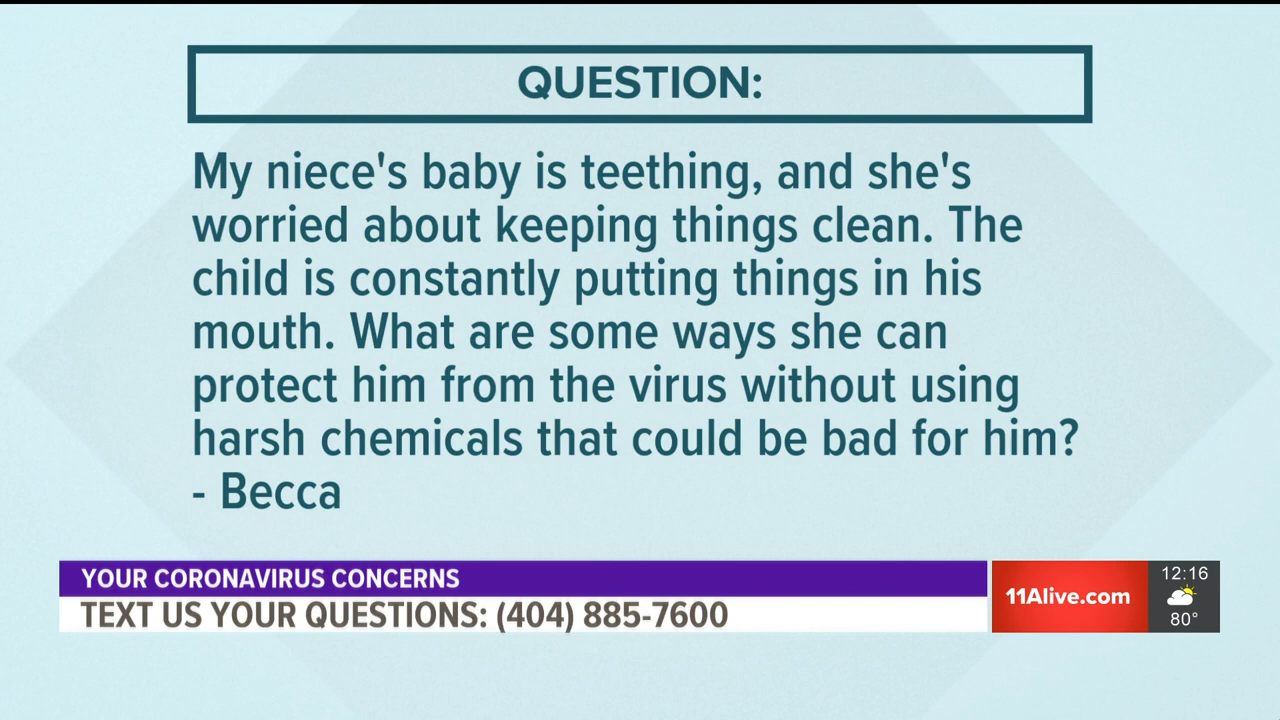 QUESTION:
My niece's baby is teething, and she's
worried about keeping things clean. The
child is constantly putting things in his
mouth. What are some ways she can
protect him from the virus without using
harsh chemicals that could be bad for him?
- Becca
YOUR CORONAVIRUS CONCERNS
TEXT US YOUR QUESTIONS: (404) 885-7600
11Alive.com
12:16
80°